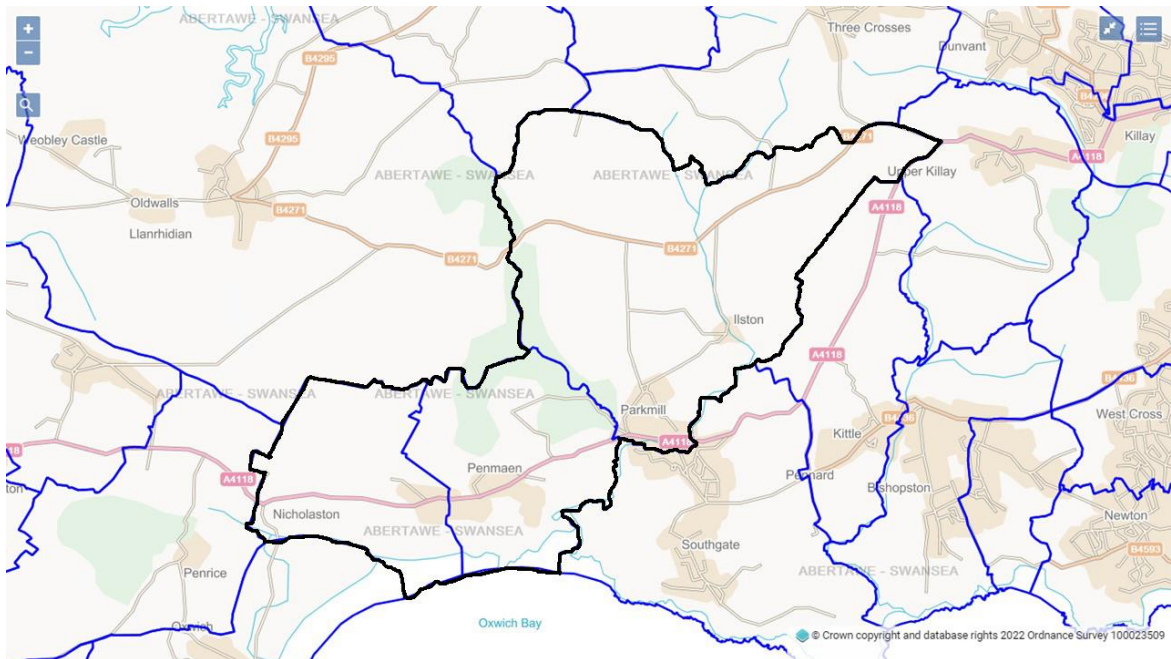 ABERTAWE - SWANSEA
Three Crosses
Dunvant
B4295
+
-
Weobley Castle
B4295
Killay
A4118
ABERTAWE - SWANSEA
ABERTAWE - SWANSEA
Upper Killay
Oldwalls
B4271
A4118
Llanrhidian
B4271
B4271
Ilston
A4118
ABERTAWE - SWANSEA
ABERTAWE - SWANSEA
Parkmill
West Cross
Kittle
Penmaen
Pennard
A4118
Bishopston
Nicholaston
Newton
ABERTAWE - SWANSEA
Southgate
B4593
Penrice
ABERTAWE - SWANSEA
Oxwich
Oxwich Bay
© Crown copyright and database rights 2022 Ordnance Survey 100023509